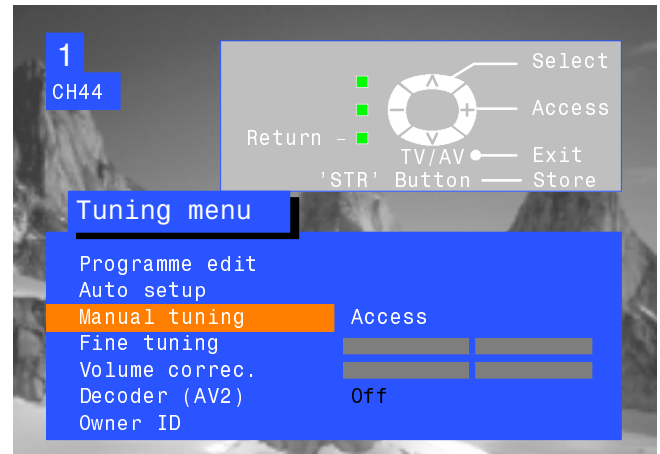 1
CH44
Select
Access
Return –
TV/AV Exit
'STR' Button Store
Tuning menu
Programme edit
Auto setup
Manual tuning Access
Fine tuning
Volume correc.
Decoder (AV2) Off
Owner ID